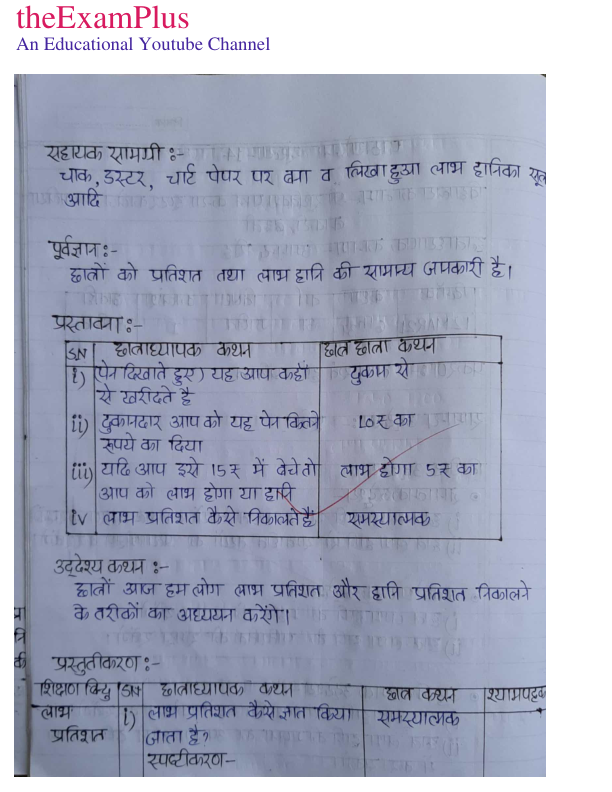 theExamPlus
An Educational Youtube Channel
सहायक सामग्री :-
चाक, डस्टर, चार्ट पेपर पर बना व लिखा हुआ लाभ हानि का
आदि
पूर्वज्ञान :-
छात्रों को प्रतिशत तथा लाभ हानि की सामान्य जानकारी है।
प्रस्तावना :-
SN छात्राध्यापक कथन छात्र छात्रा कथन
i) (पेन दिखाते हुए) यह आप कहाँ दुकान से
से खरीदते है
ii) दुकानदार आप को यह पेन कितने 10 ₹ का
रूपये का दिया
iii) यदि आप इसे 15 ₹ में बेचे तो लाभ होगा 5 ₹ का
आप को लाभ होगा या हानि
iv लाभ प्रतिशत कैसे निकालते है समस्यात्मक
उद्देश्य कथन :-
छात्रों आज हम लोग लाभ प्रतिशत और हानि प्रतिशत निकालने
के तरीकों का अध्ययन करेंगे।
प्रस्तुतीकरण :-
शिक्षण बिंदु SN छात्राध्यापक कथन छात्र कथन श्यामपट्ट
लाभ i) लाभ प्रतिशत कैसे ज्ञात किया समस्यात्मक
प्रतिशत जाता है?
स्पष्टीकरण-